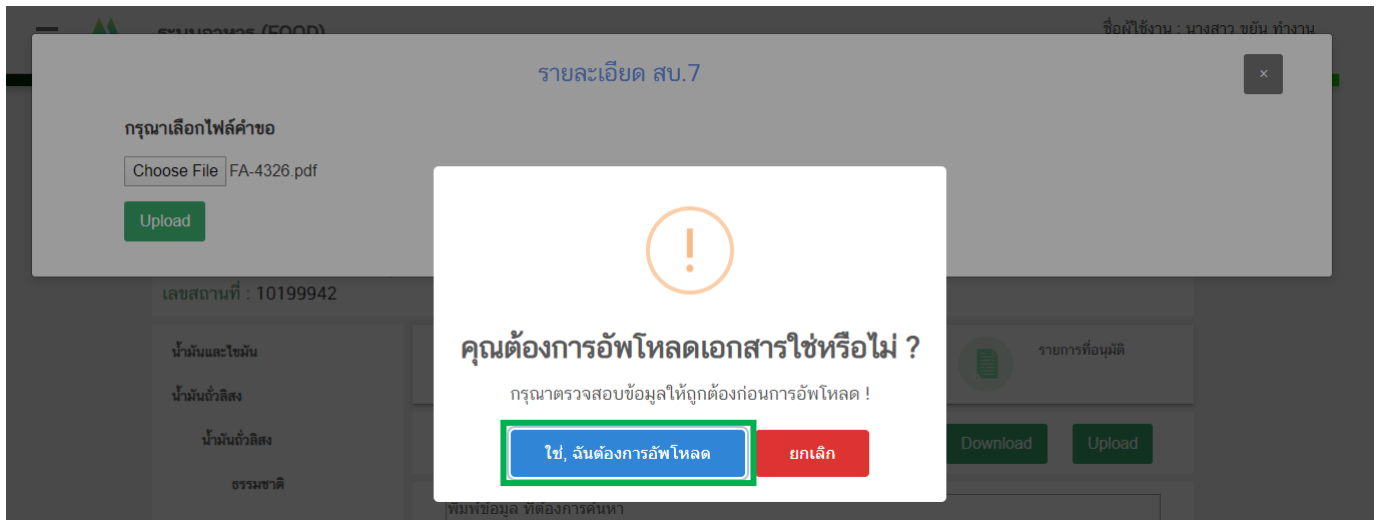 ระบบอาหาร (FOOD)
ชื่อผู้ใช้งาน : นางสาว ขยัน ทำงาน
รายละเอียด สบ.7
×
กรุณาเลือกไฟล์คำขอ
Choose File FA-4326.pdf
Upload
!
เลขสถานที่ : 10199942
คุณต้องการอัพโหลดเอกสารใช่หรือไม่ ?
น้ำมันและไขมัน
รายการที่อนุมัติ
กรุณาตรวจสอบข้อมูลให้ถูกต้องก่อนการอัพโหลด !
น้ำมันถั่วลิสง
น้ำมันถั่วลิสง
ใช่, ฉันต้องการอัพโหลด
ยกเลิก
Download
Upload
ธรรมชาติ
พิมพ์ข้อมูล ที่ต้องการค้นหา